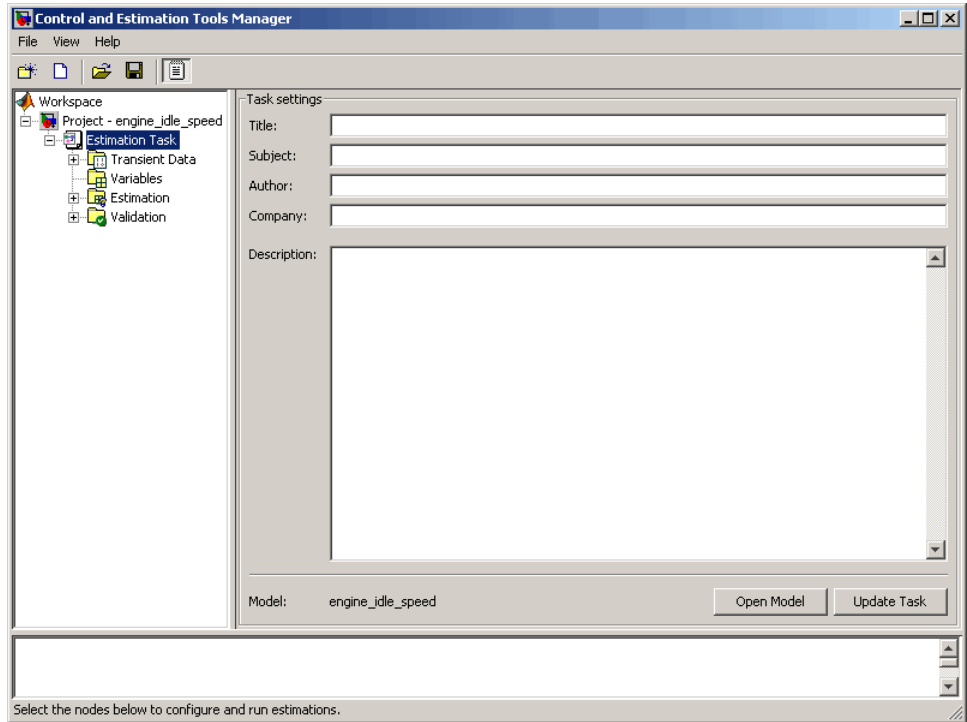 Control and Estimation Tools Manager
File View Help
Workspace
Project - engine_idle_speed
Estimation Task
Transient Data
Variables
Estimation
Validation
Task settings
Title:
Subject:
Author:
Company:
Description:
Model: engine_idle_speed Open Model Update Task
Select the nodes below to configure and run estimations.